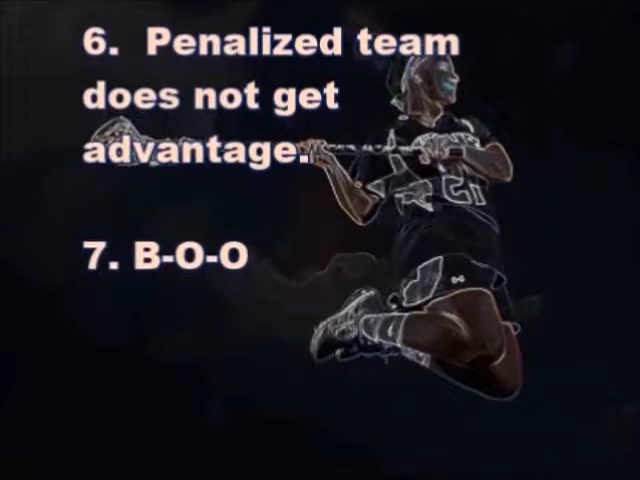 6. Penalized team
does not get
advantage.
7. B-O-O